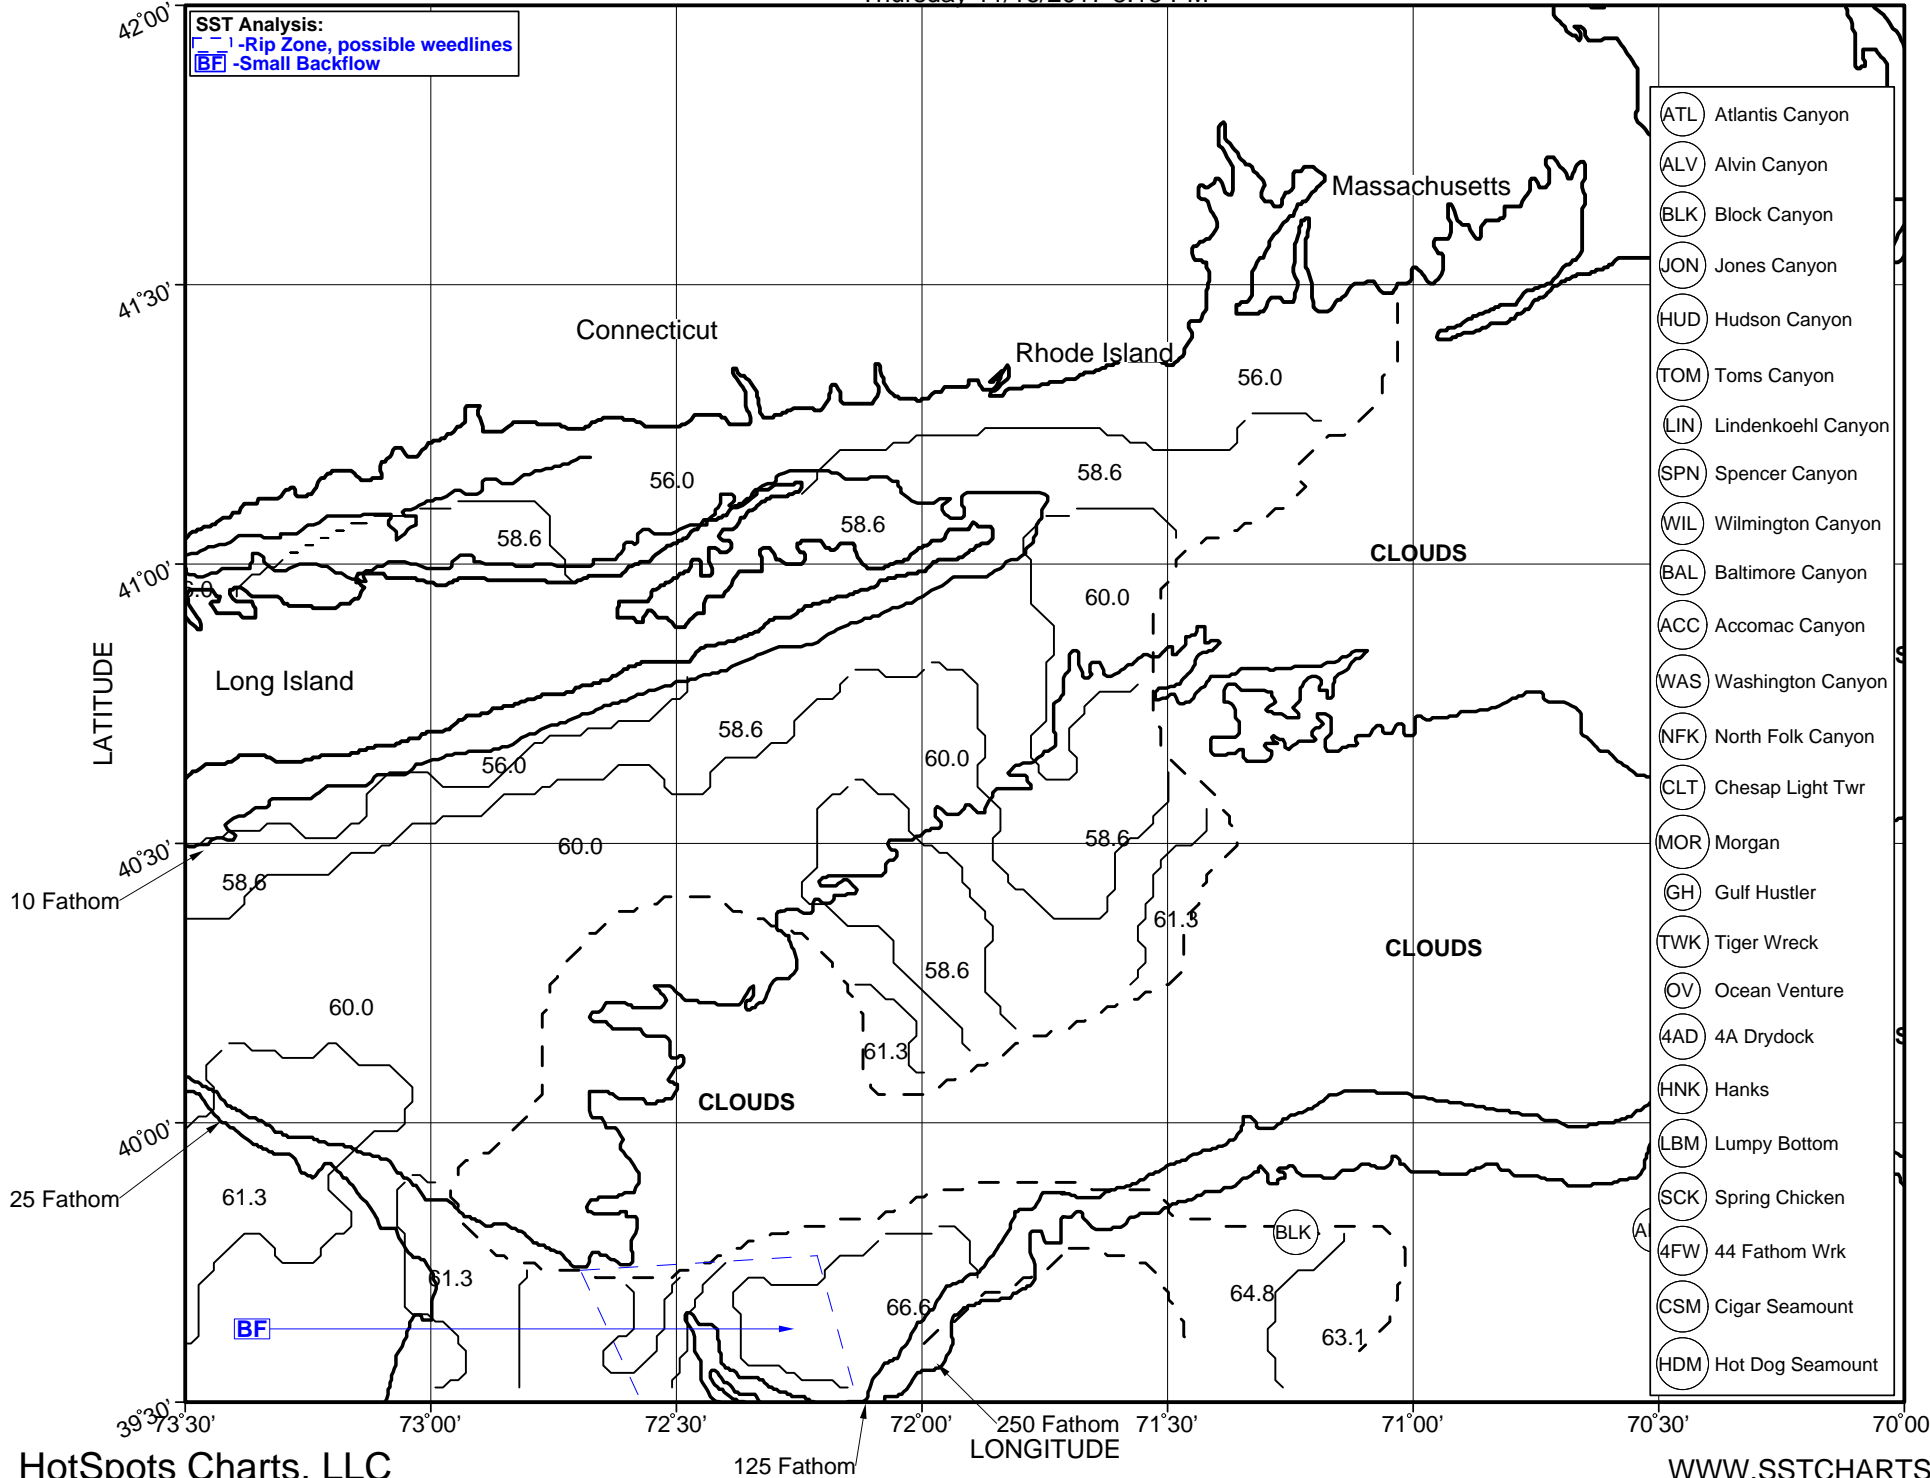 42°00'
SST Analysis:
-Rip Zone, possible weedlines
BF -Small Backflow
ATL Atlantis Canyon
ALV Alvin Canyon
BLK Block Canyon
JON Jones Canyon
HUD Hudson Canyon
TOM Toms Canyon
LIN Lindenkoehl Canyon
SPN Spencer Canyon
WIL Wilmington Canyon
BAL Baltimore Canyon
ACC Accomac Canyon
WAS Washington Canyon
NFK North Folk Canyon
CLT Chesap Light Twr
MOR Morgan
GH Gulf Hustler
TWK Tiger Wreck
OV Ocean Venture
4AD 4A Drydock
HNK Hanks
LBM Lumpy Bottom
SCK Spring Chicken
4FW 44 Fathom Wrk
CSM Cigar Seamount
HDM Hot Dog Seamount
Massachusetts
41°30'
Connecticut
Rhode Island
56.0
58.6
56.0
58.6
58.6
CLOUDS
41°00'
60.0
LATITUDE
Long Island
58.6
60.0
56.0
58.6
60.0
40°30'
58.6
10 Fathom
61.3
CLOUDS
58.6
60.0
61.3
CLOUDS
40°00'
61.3
25 Fathom
BLK
61.3
64.8
66.6
BF
63.1
39°30'
73°30'
73°00'
72°30'
72°00'
250 Fathom
71°30'
71°00'
70°30'
70°00'
LONGITUDE
125 Fathom
HotSpots Charts, LLC
WWW.SSTCHARTS